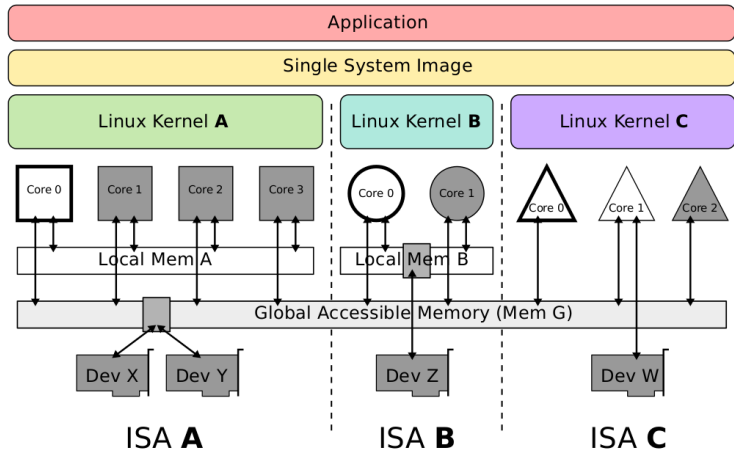 Application
Single System Image
Linux Kernel A
Linux Kernel B
Linux Kernel C
Core 0
Core 1
Core 2
Core 3
Core 0
Core 1
Core 0
Core 1
Core 2
Local Mem A
Local Mem B
Global Accessible Memory (Mem G)
Dev X
Dev Y
Dev Z
Dev W
ISA A
ISA B
ISA C